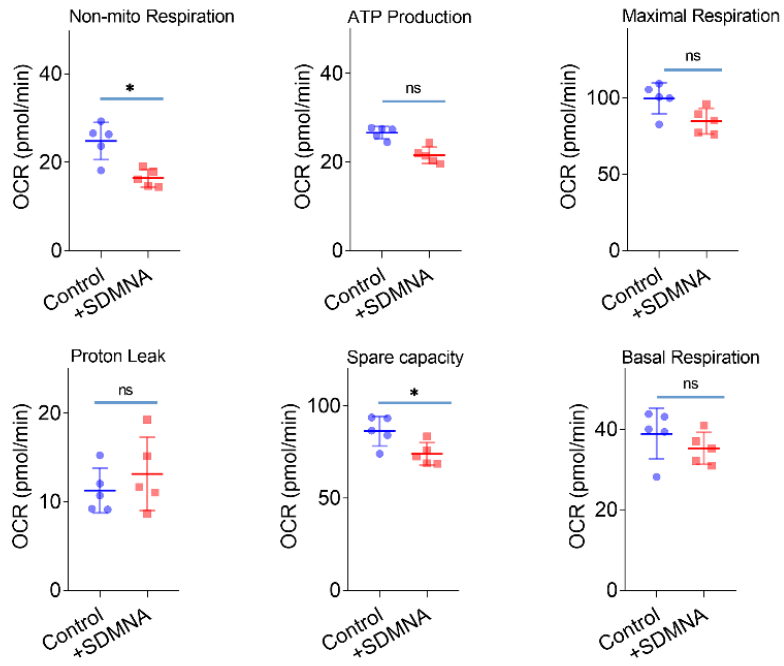 Non-mito Respiration
OCR (pmol/min)
40
20
0
*
Control
+SDMNA
ATP Production
OCR (pmol/min)
40
20
0
ns
Control
+SDMNA
Maximal Respiration
OCR (pmol/min)
100
50
0
ns
Control
+SDMNA
Proton Leak
OCR (pmol/min)
20
10
0
ns
Control
+SDMNA
Spare capacity
OCR (pmol/min)
100
50
0
*
Control
+SDMNA
Basal Respiration
OCR (pmol/min)
40
20
0
ns
Control
+SDMNA